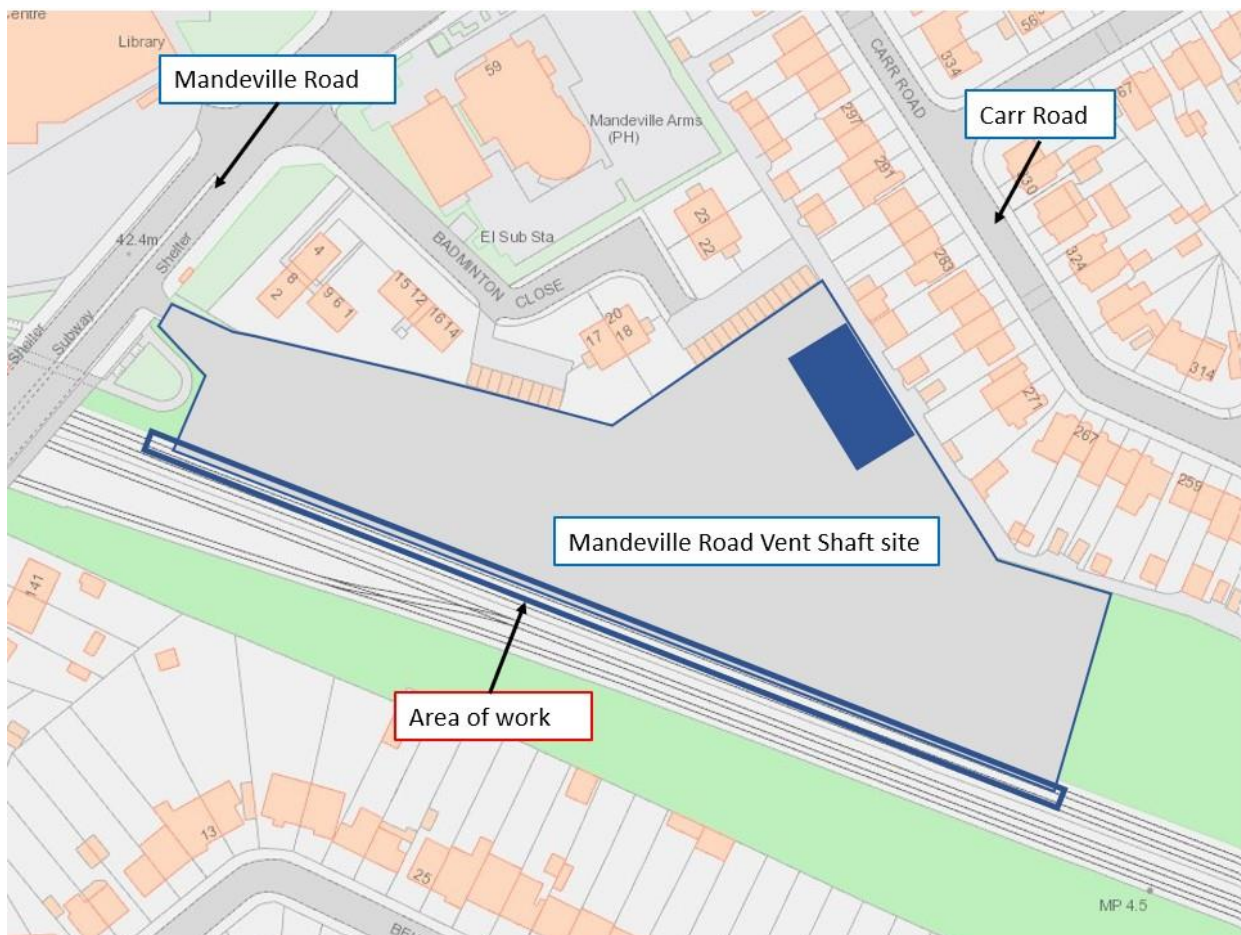 Centre
Library
Mandeville Road
59
Mandeville Arms
(PH)
CARR ROAD
334
56
67
Carr Road
297
291
330
324
283
314
271
267
259
42.4m
Shelter
Subway
Shelter
El Sub Sta
BADMINTON
CLOSE
23
22
4
8
2
9 6 1
15 12
16 14
17
20
18
Mandeville Road Vent Shaft site
Area of work
141
13
25
MP 4.5